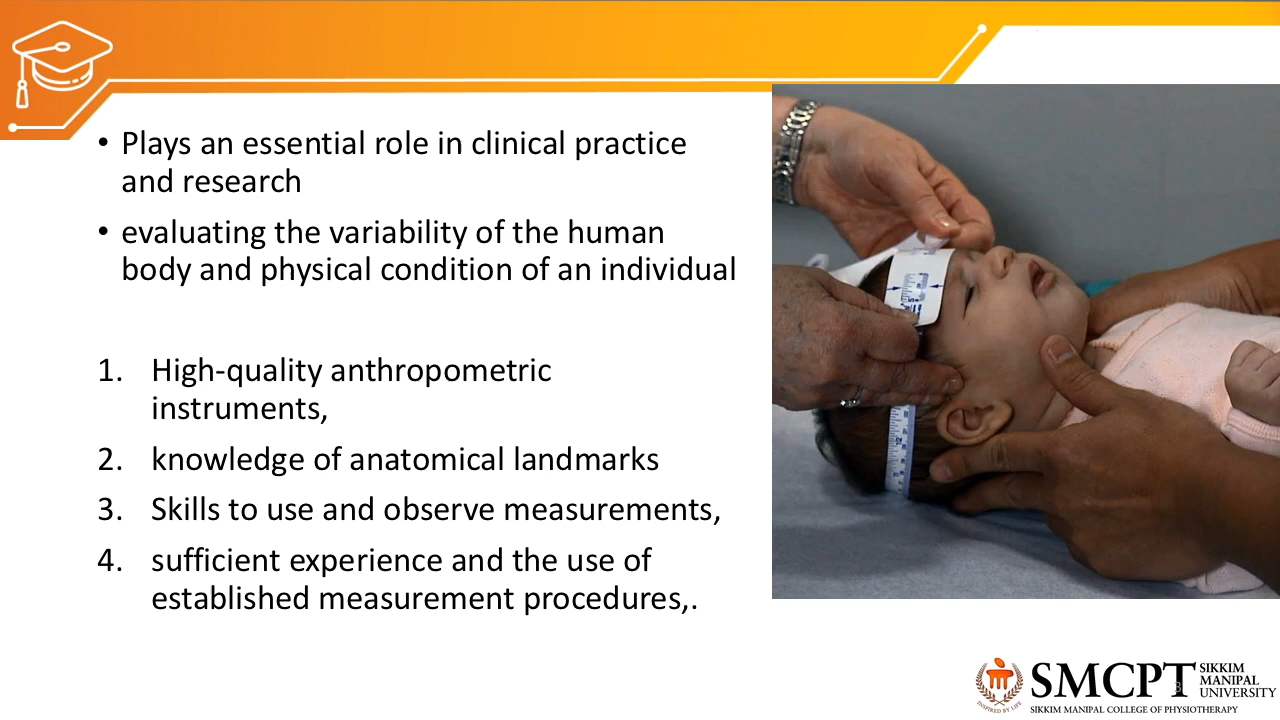 • Plays an essential role in clinical practice
and research
• evaluating the variability of the human
body and physical condition of an individual
1. High-quality anthropometric
instruments,
2. knowledge of anatomical landmarks
3. Skills to use and observe measurements,
4. sufficient experience and the use of
established measurement procedures,.
SMCPT
SIKKIM
MANIPAL
UNIVERSITY
INSPIRED BY LIFE
SIKKIM MANIPAL COLLEGE OF PHYSIOTHERAPY